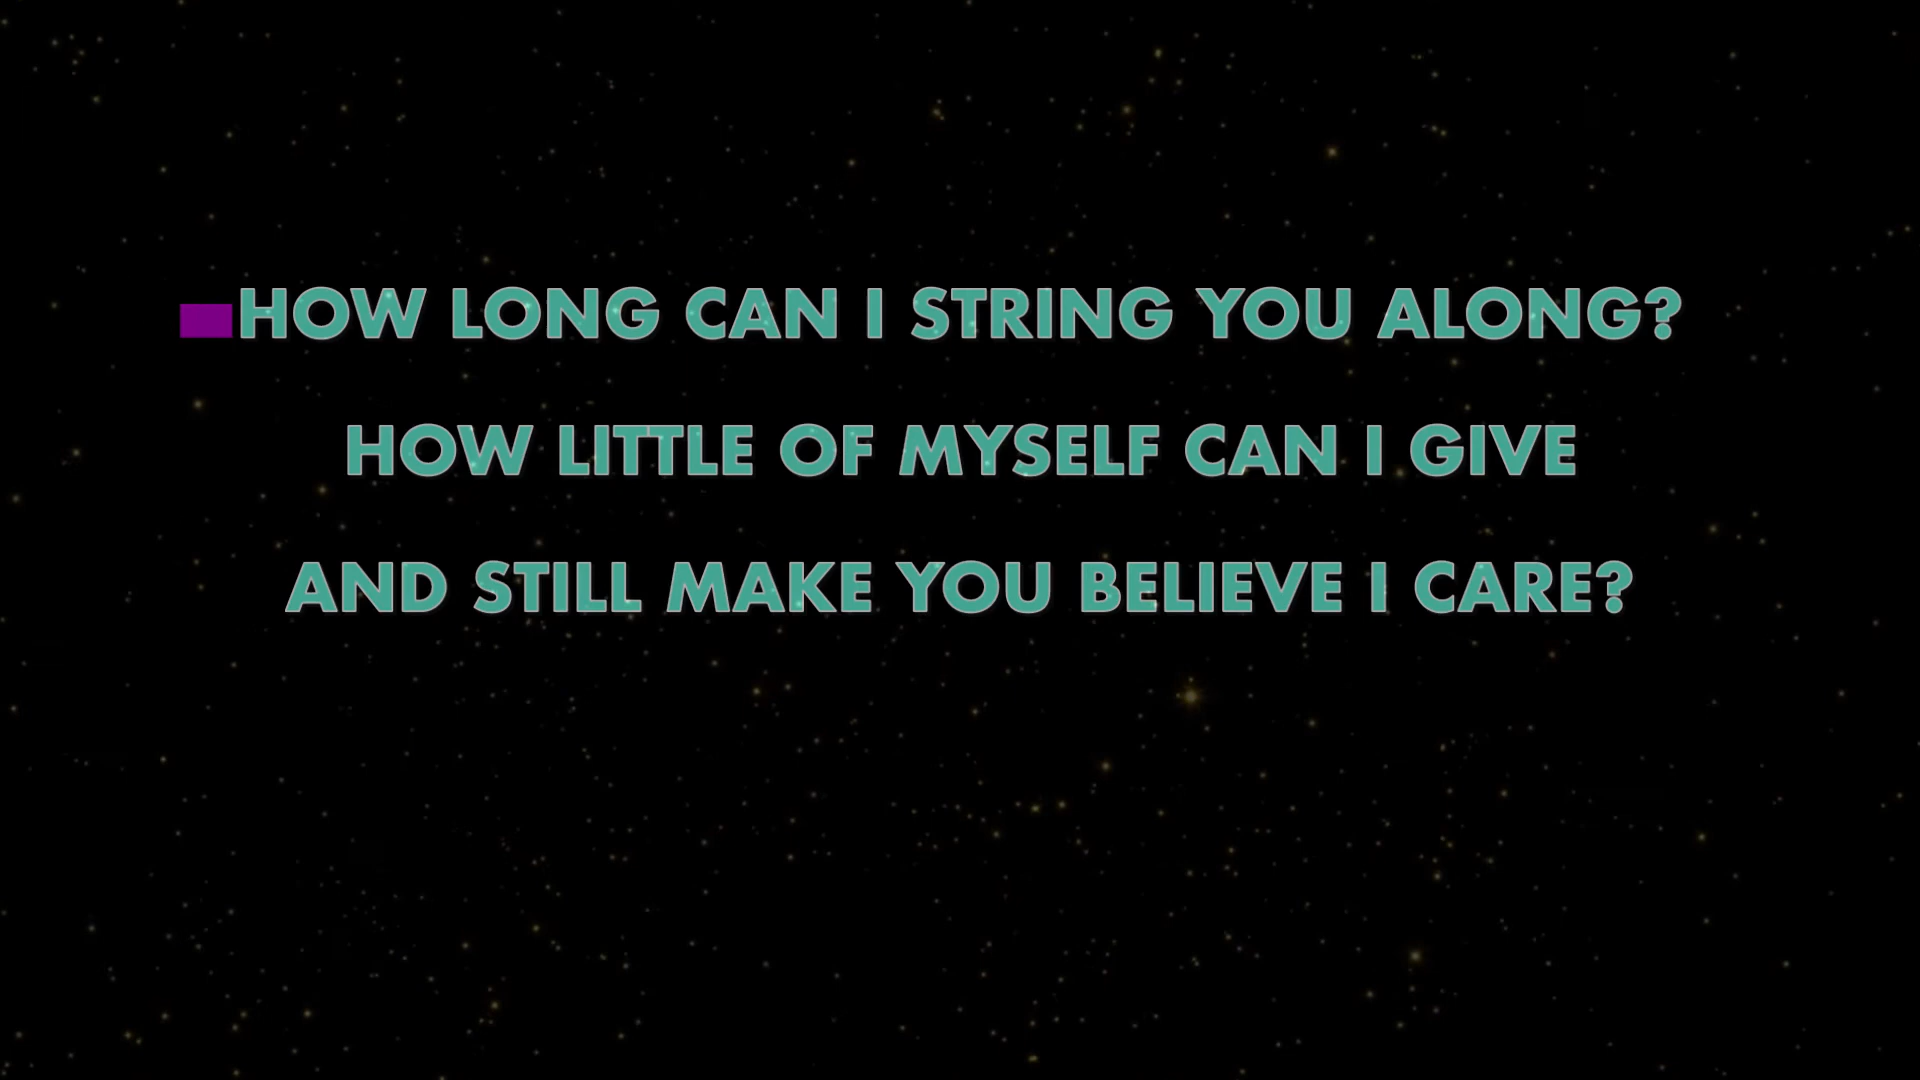 HOW LONG CAN I STRING YOU ALONG?
HOW LITTLE OF MYSELF CAN I GIVE
AND STILL MAKE YOU BELIEVE I CARE?